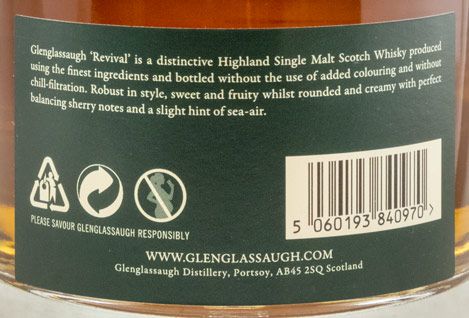 Glenglassaugh ‘Revival’ is a distinctive Highland Single Malt Scotch Whisky produced
using the finest ingredients and bottled without the use of added colouring and without
chill-filtration. Robust in style, sweet and fruity whilst rounded and creamy with perfect
balancing sherry notes and a slight hint of sea-air.
PLEASE SAVOUR GLENGLASSAUGH RESPONSIBLY
5 060193 840970 >
WWW.GLENGLASSAUGH.COM
Glenglassaugh Distillery, Portsoy, AB45 2SQ Scotland